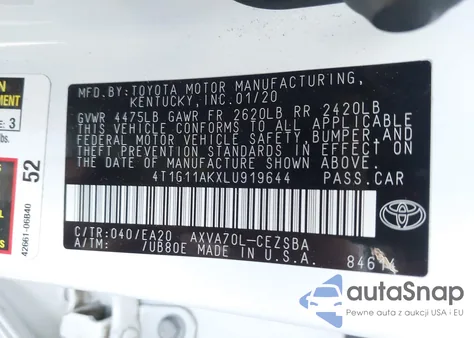 MFD.BY:TOYOTA MOTOR MANUFACTURING,
KENTUCKY,INC.01/20
GVWR 4475LB GAWR FR 2620LB RR 2420LB
THIS VEHICLE CONFORMS TO ALL APPLICABLE
FEDERAL MOTOR VEHICLE SAFETY, BUMPER, AND
THEFT PREVENTION STANDARDS IN EFFECT ON
THE DATE OF MANUFACTURE SHOWN ABOVE.
4T1G11AKXLU919644 PASS.CAR
C/TR:040/EA20 AXVA70L-CEZSBA
A/TM: 7UB80E MADE IN U.S.A.
TOYOTA
3
52
42661-06B40
autaSnap
Pewne auta z aukcji USA i EU